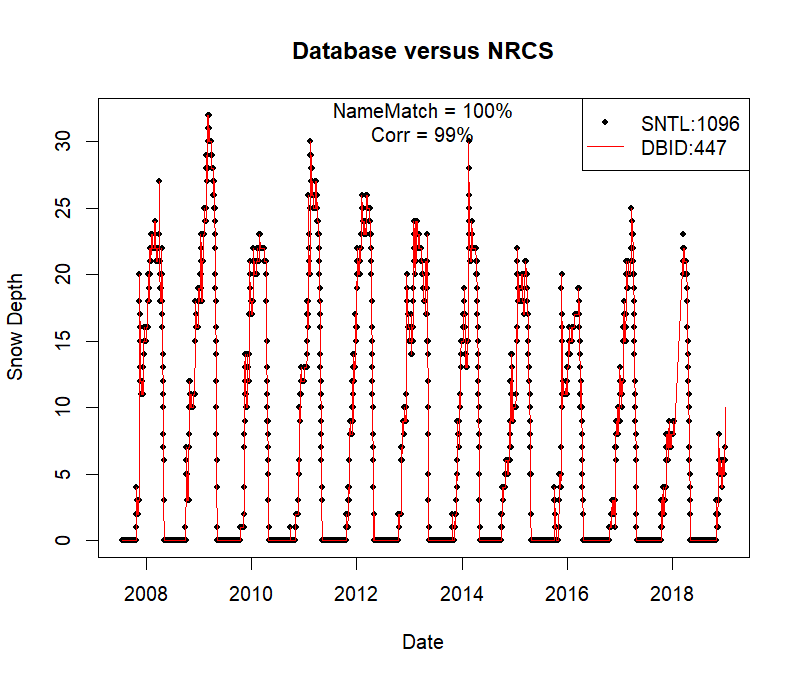 Database versus NRCS
NameMatch = 100%
Corr = 99%
SNTL:1096
DBID:447
Snow Depth
30
25
20
15
10
5
0
2008 2010 2012 2014 2016 2018
Date